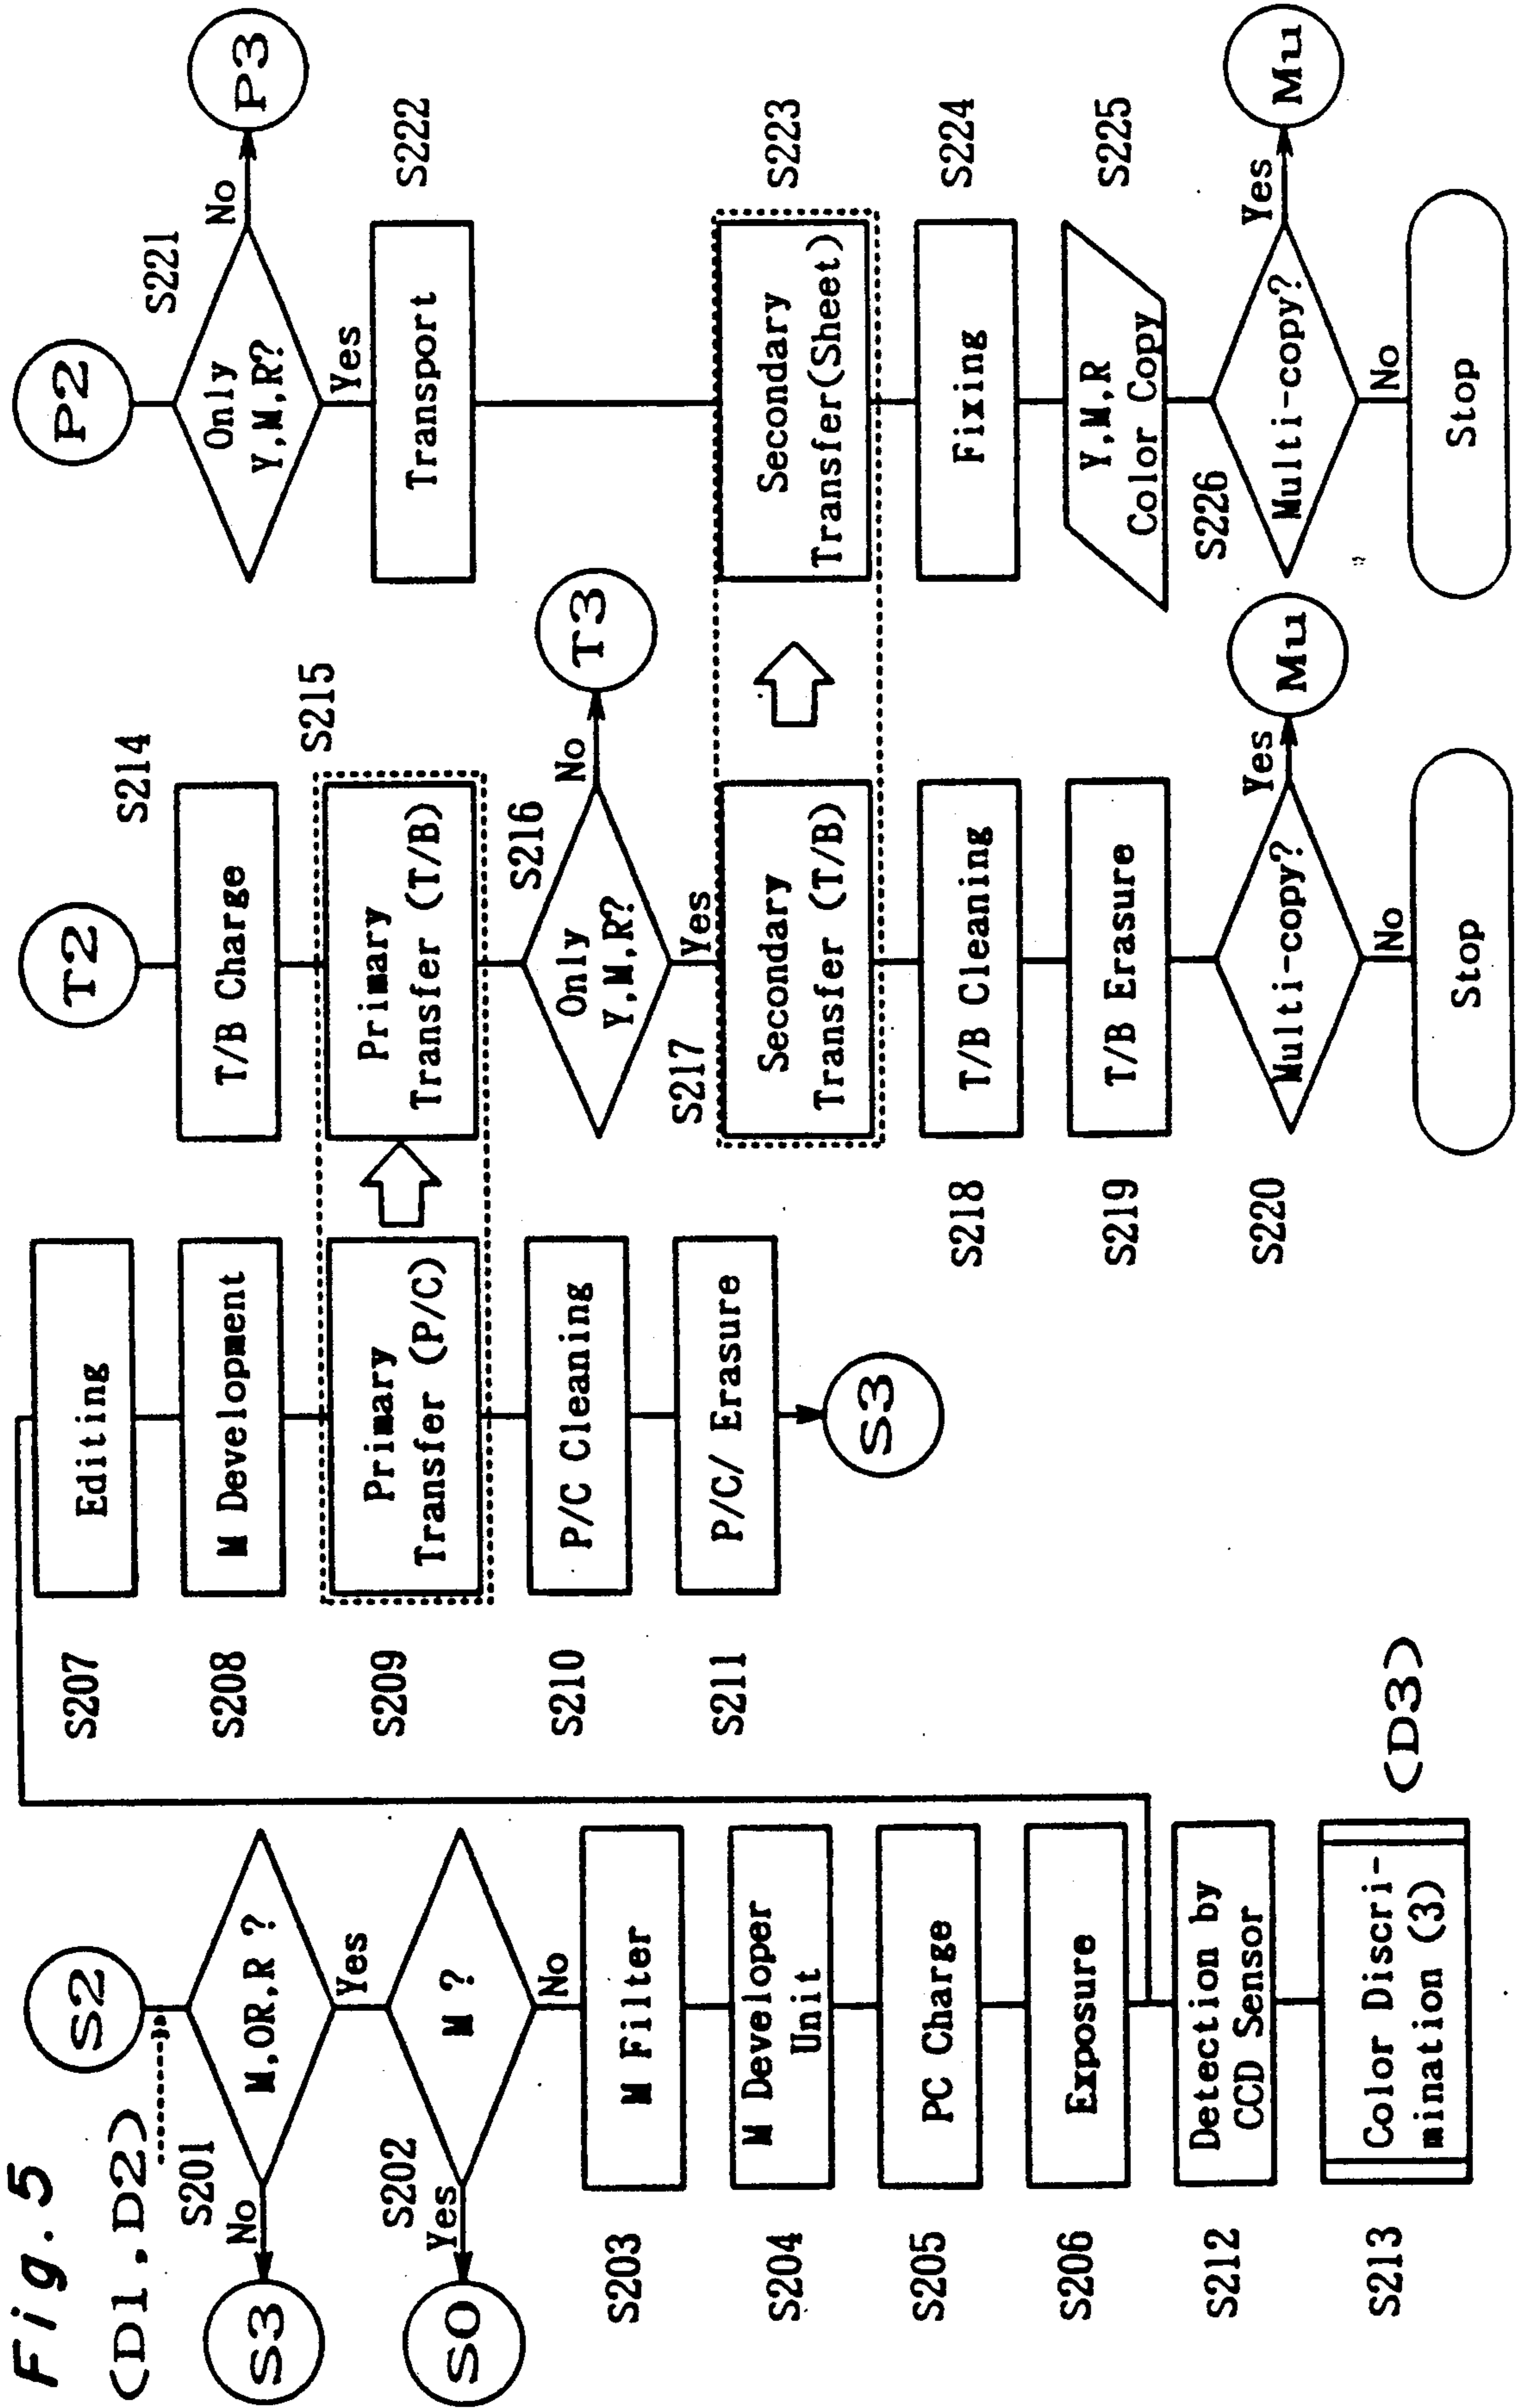 Fig. 5
(D1, D2)
S2
S201
M,OR,R ?
No
S3
Yes
S202
M ?
Yes
S0
No
S203
M Filter
S204
M Developer
Unit
S205
PC Charge
S206
Exposure
S212
Detection by
CCD Sensor
S213
Color Discri-
mination (3)
(D3)
S207
Editing
S208
M Development
S209
Primary
Transfer (P/C)
S210
P/C Cleaning
S211
P/C/ Erasure
S3
T2
S214
T/B Charge
S215
Primary
Transfer (T/B)
S216
Only
Y,M,R?
No
T3
Yes
S217
Secondary
Transfer (T/B)
S218
T/B Cleaning
S219
T/B Erasure
S220
Multi-copy?
Yes
Mu
No
Stop
P2
S221
Only
Y,M,R?
No
P3
Yes
S222
Transport
S223
Secondary
Transfer(Sheet)
S224
Fixing
S225
Y,M,R
Color Copy
S226
Multi-copy?
Yes
Mu
No
Stop